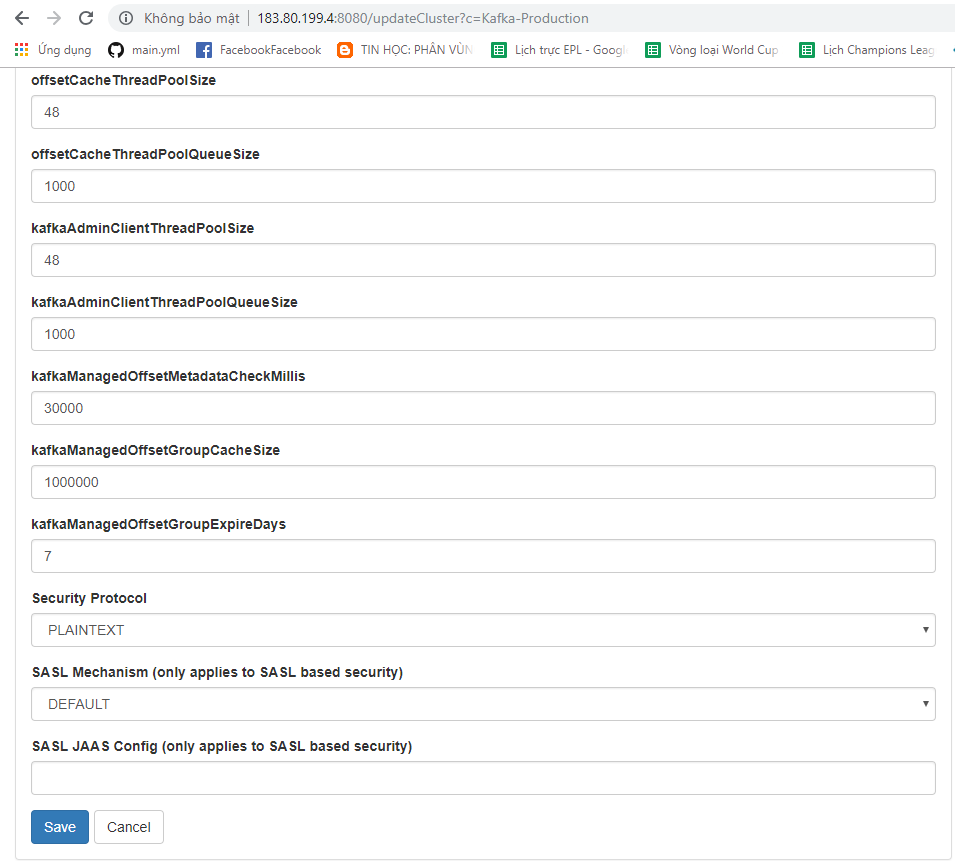 Không bảo mật 183.80.199.4:8080/updateCluster?c=Kafka-Production
Ứng dụng main.yml FacebookFacebook TIN HỌC: PHÂN VÙN Lịch trực EPL - Googl Vòng loại World Cup Lịch Champions Leag
offsetCacheThreadPoolSize
48
offsetCacheThreadPoolQueueSize
1000
kafkaAdminClientThreadPoolSize
48
kafkaAdminClientThreadPoolQueueSize
1000
kafkaManagedOffsetMetadataCheckMillis
30000
kafkaManagedOffsetGroupCacheSize
1000000
kafkaManagedOffsetGroupExpireDays
7
Security Protocol
PLAINTEXT
SASL Mechanism (only applies to SASL based security)
DEFAULT
SASL JAAS Config (only applies to SASL based security)
Save Cancel